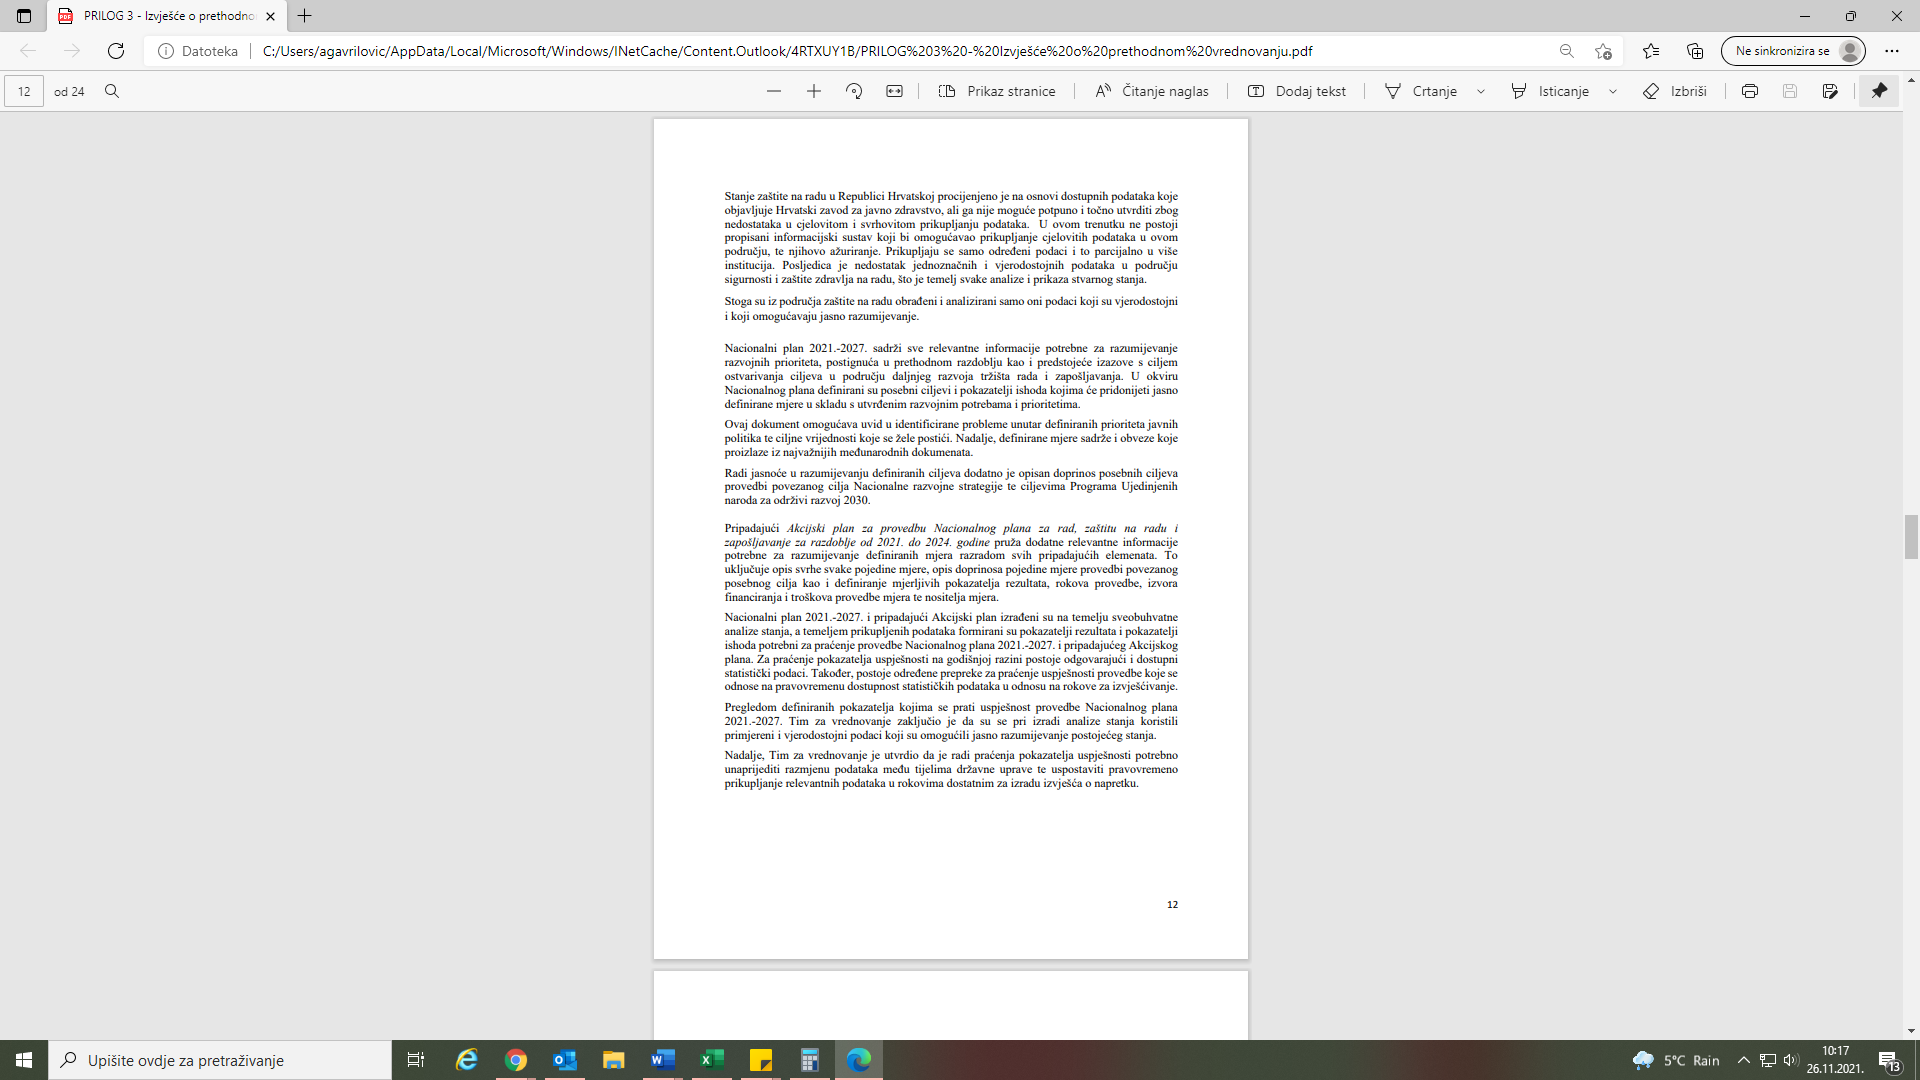 PRILOG 3 - Izvješće o prethodno
Datoteka
C:/Users/agavrilovic/AppData/Local/Microsoft/Windows/INetCache/Content.Outlook/4RTXUY1B/PRILOG%203%20-%20Izvješće%20o%20prethodnom%20vrednovanju.pdf
Ne sinkronizira se
12 od 24
Prikaz stranice
Čitanje naglas
Dodaj tekst
Crtanje
Isticanje
Izbriši
Stanje zaštite na radu u Republici Hrvatskoj procijenjeno je na osnovi dostupnih podataka koje
objavljuje Hrvatski zavod za javno zdravstvo, ali ga nije moguće potpuno i točno utvrditi zbog
nedostataka u cjelovitom i svrhovitom prikupljanju podataka. U ovom trenutku ne postoji
propisani informacijski sustav koji bi omogućavao prikupljanje cjelovitih podataka u ovom
području, te njihovo ažuriranje. Prikupljaju se samo određeni podaci i to parcijalno u više
institucija. Posljedica je nedostatak jednoznačnih i vjerodostojnih podataka u području
sigurnosti i zaštite zdravlja na radu, što je temelj svake analize i prikaza stvarnog stanja.
Stoga su iz područja zaštite na radu obrađeni i analizirani samo oni podaci koji su vjerodostojni
i koji omogućavaju jasno razumijevanje.
Nacionalni plan 2021.-2027. sadrži sve relevantne informacije potrebne za razumijevanje
razvojnih prioriteta, postignuća u prethodnom razdoblju kao i predstojeće izazove s ciljem
ostvarivanja ciljeva u području daljnjeg razvoja tržišta rada i zapošljavanja. U okviru
Nacionalnog plana definirani su posebni ciljevi i pokazatelji ishoda kojima će pridonijeti jasno
definirane mjere u skladu s utvrđenim razvojnim potrebama i prioritetima.
Ovaj dokument omogućava uvid u identificirane probleme unutar definiranih prioriteta javnih
politika te ciljne vrijednosti koje se žele postići. Nadalje, definirane mjere sadrže i obveze koje
proizlaze iz najvažnijih međunarodnih dokumenata.
Radi jasnoće u razumijevanju definiranih ciljeva dodatno je opisan doprinos posebnih ciljeva
provedbi povezanog cilja Nacionalne razvojne strategije te ciljevima Programa Ujedinjenih
naroda za održivi razvoj 2030.
Pripadajući Akcijski plan za provedbu Nacionalnog plana za rad, zaštitu na radu i
zapošljavanje za razdoblje od 2021. do 2024. godine pruža dodatne relevantne informacije
potrebne za razumijevanje definiranih mjera razradom svih pripadajućih elemenata. To
uključuje opis svrhe svake pojedine mjere, opis doprinosa pojedine mjere provedbi povezanog
posebnog cilja kao i definiranje mjerljivih pokazatelja rezultata, rokova provedbe, izvora
financiranja i troškova provedbe mjera te nositelja mjera.
Nacionalni plan 2021.-2027. i pripadajući Akcijski plan izrađeni su na temelju sveobuhvatne
analize stanja, a temeljem prikupljenih podataka formirani su pokazatelji rezultata i pokazatelji
ishoda potrebni za praćenje provedbe Nacionalnog plana 2021.-2027. i pripadajućeg Akcijskog
plana. Za praćenje pokazatelja uspješnosti na godišnjoj razini postoje odgovarajući i dostupni
statistički podaci. Također, postoje određene prepreke za praćenje uspješnosti provedbe koje se
odnose na pravovremenu dostupnost statističkih podataka u odnosu na rokove za izvješćivanje.
Pregledom definiranih pokazatelja kojima se prati uspješnost provedbe Nacionalnog plana
2021.-2027. Tim za vrednovanje zaključio je da su se pri izradi analize stanja koristili
primjereni i vjerodostojni podaci koji su omogućili jasno razumijevanje postojećeg stanja.
Nadalje, Tim za vrednovanje je utvrdio da je radi praćenja pokazatelja uspješnosti potrebno
unaprijediti razmjenu podataka među tijelima državne uprave te uspostaviti pravovremeno
prikupljanje relevantnih podataka u rokovima dostatnim za izradu izvješća o napretku.
12
Upišite ovdje za pretraživanje
5°C Rain
10:17
26.11.2021.
13